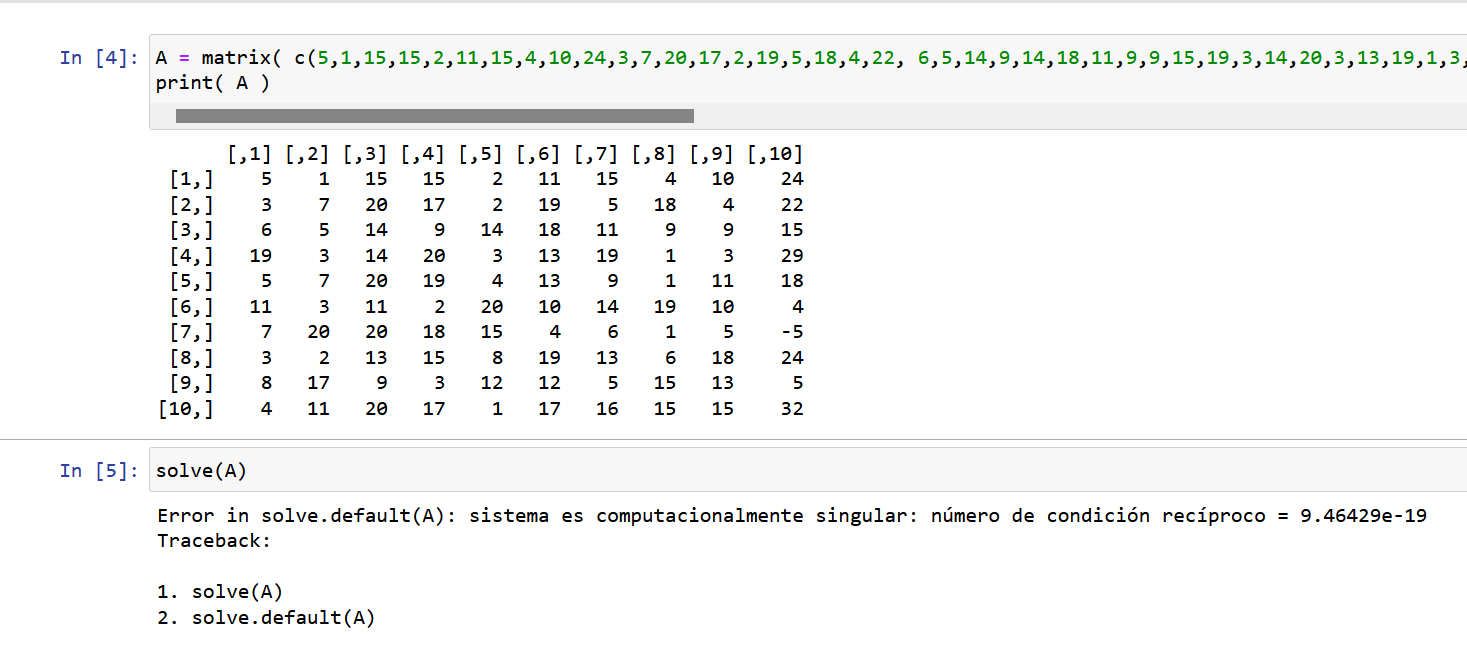 In [4]: A = matrix( c(5,1,15,15,2,11,15,4,10,24,3,7,20,17,2,19,5,18,4,22, 6,5,14,9,14,18,11,9,9,15,19,3,14,20,3,13,19,1,3,
print( A )
[,1] [,2] [,3] [,4] [,5] [,6] [,7] [,8] [,9] [,10]
[1,] 5 1 15 15 2 11 15 4 10 24
[2,] 3 7 20 17 2 19 5 18 4 22
[3,] 6 5 14 9 14 18 11 9 9 15
[4,] 19 3 14 20 3 13 19 1 3 29
[5,] 5 7 20 19 4 13 9 1 11 18
[6,] 11 3 11 2 20 10 14 19 10 4
[7,] 7 20 20 18 15 4 6 1 5 -5
[8,] 3 2 13 15 8 19 13 6 18 24
[9,] 8 17 9 3 12 12 5 15 13 5
[10,] 4 11 20 17 1 17 16 15 15 32
In [5]: solve(A)
Error in solve.default(A): sistema es computacionalmente singular: número de condición recíproco = 9.46429e-19
Traceback:
1. solve(A)
2. solve.default(A)